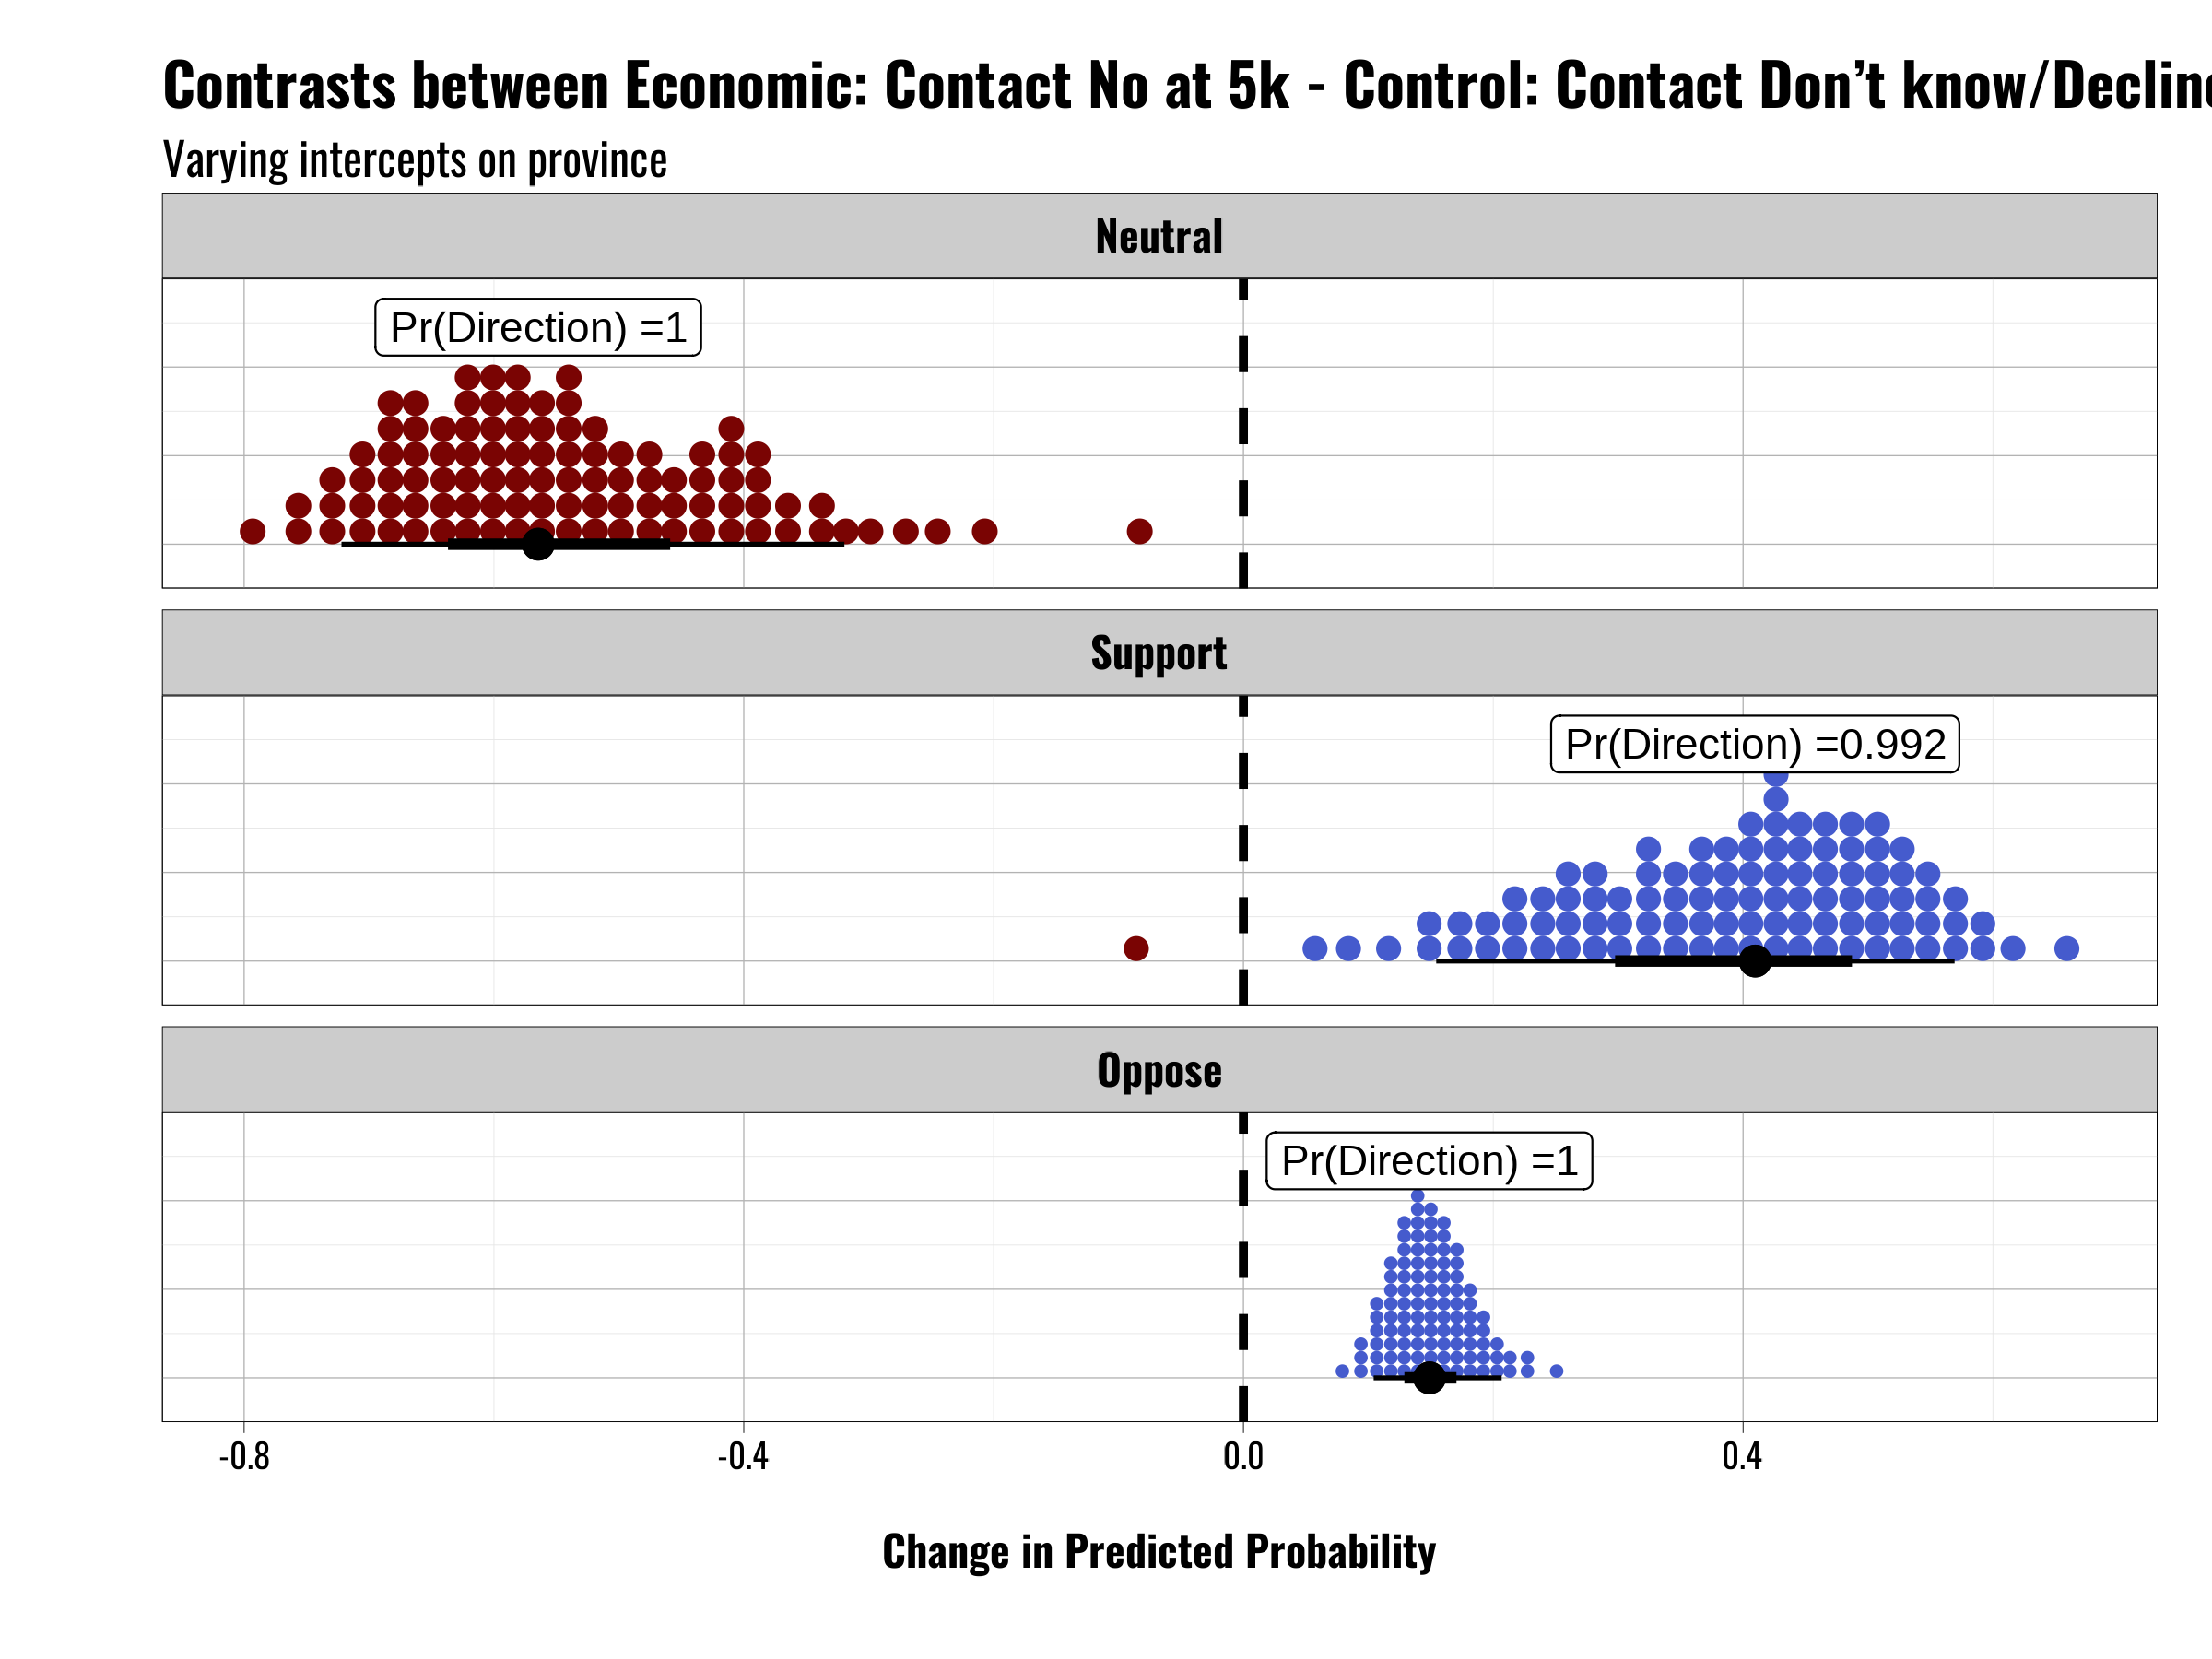 Contrasts between Economic: Contact No at 5k - Control: Contact Don’t know/Decline
Varying intercepts on province
Neutral
Pr(Direction) =1
Support
Pr(Direction) =0.992
Oppose
Pr(Direction) =1
-0.8 -0.4 0.0 0.4
Change in Predicted Probability